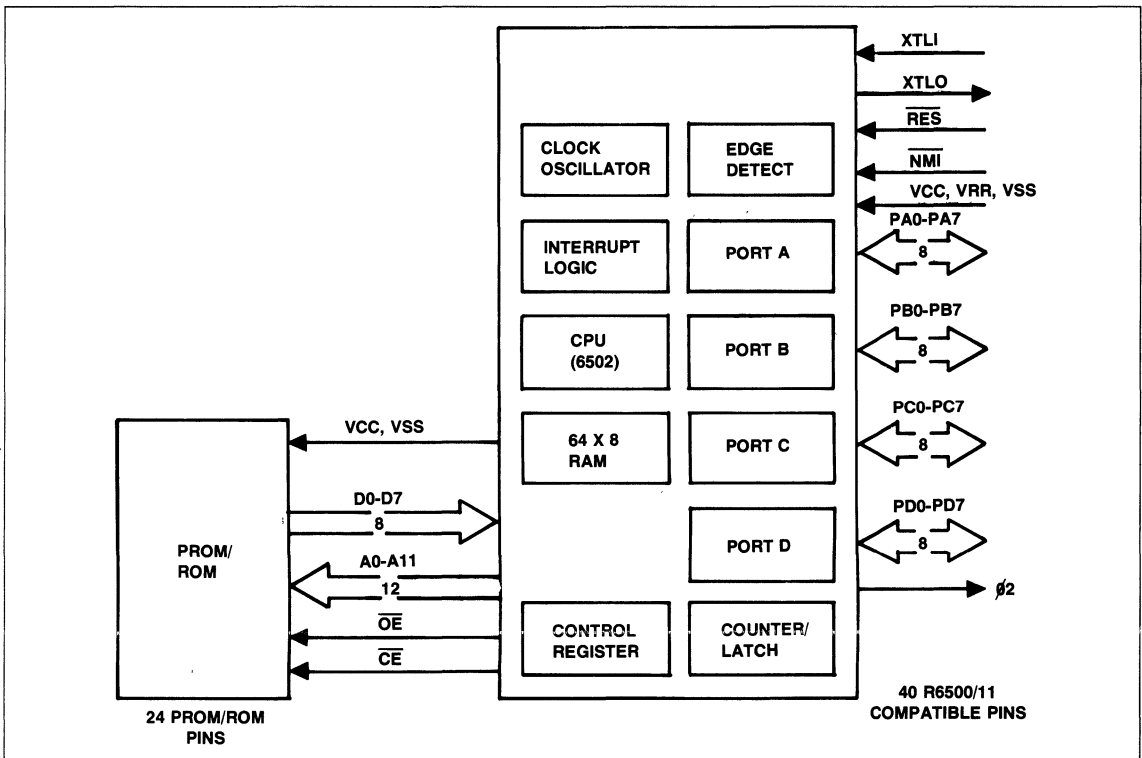 XTLI
XTLO
RES
NMI
VCC, VRR, VSS
CLOCK
OSCILLATOR
EDGE
DETECT
PA0-PA7
8
INTERRUPT
LOGIC
PORT A
PB0-PB7
8
CPU
(6502)
PORT B
PC0-PC7
8
64 X 8
RAM
PORT C
VCC, VSS
D0-D7
8
PD0-PD7
8
PORT D
PROM/
ROM
A0-A11
12
Ø2
OE
CE
CONTROL
REGISTER
COUNTER/
LATCH
24 PROM/ROM
PINS
40 R6500/11
COMPATIBLE PINS